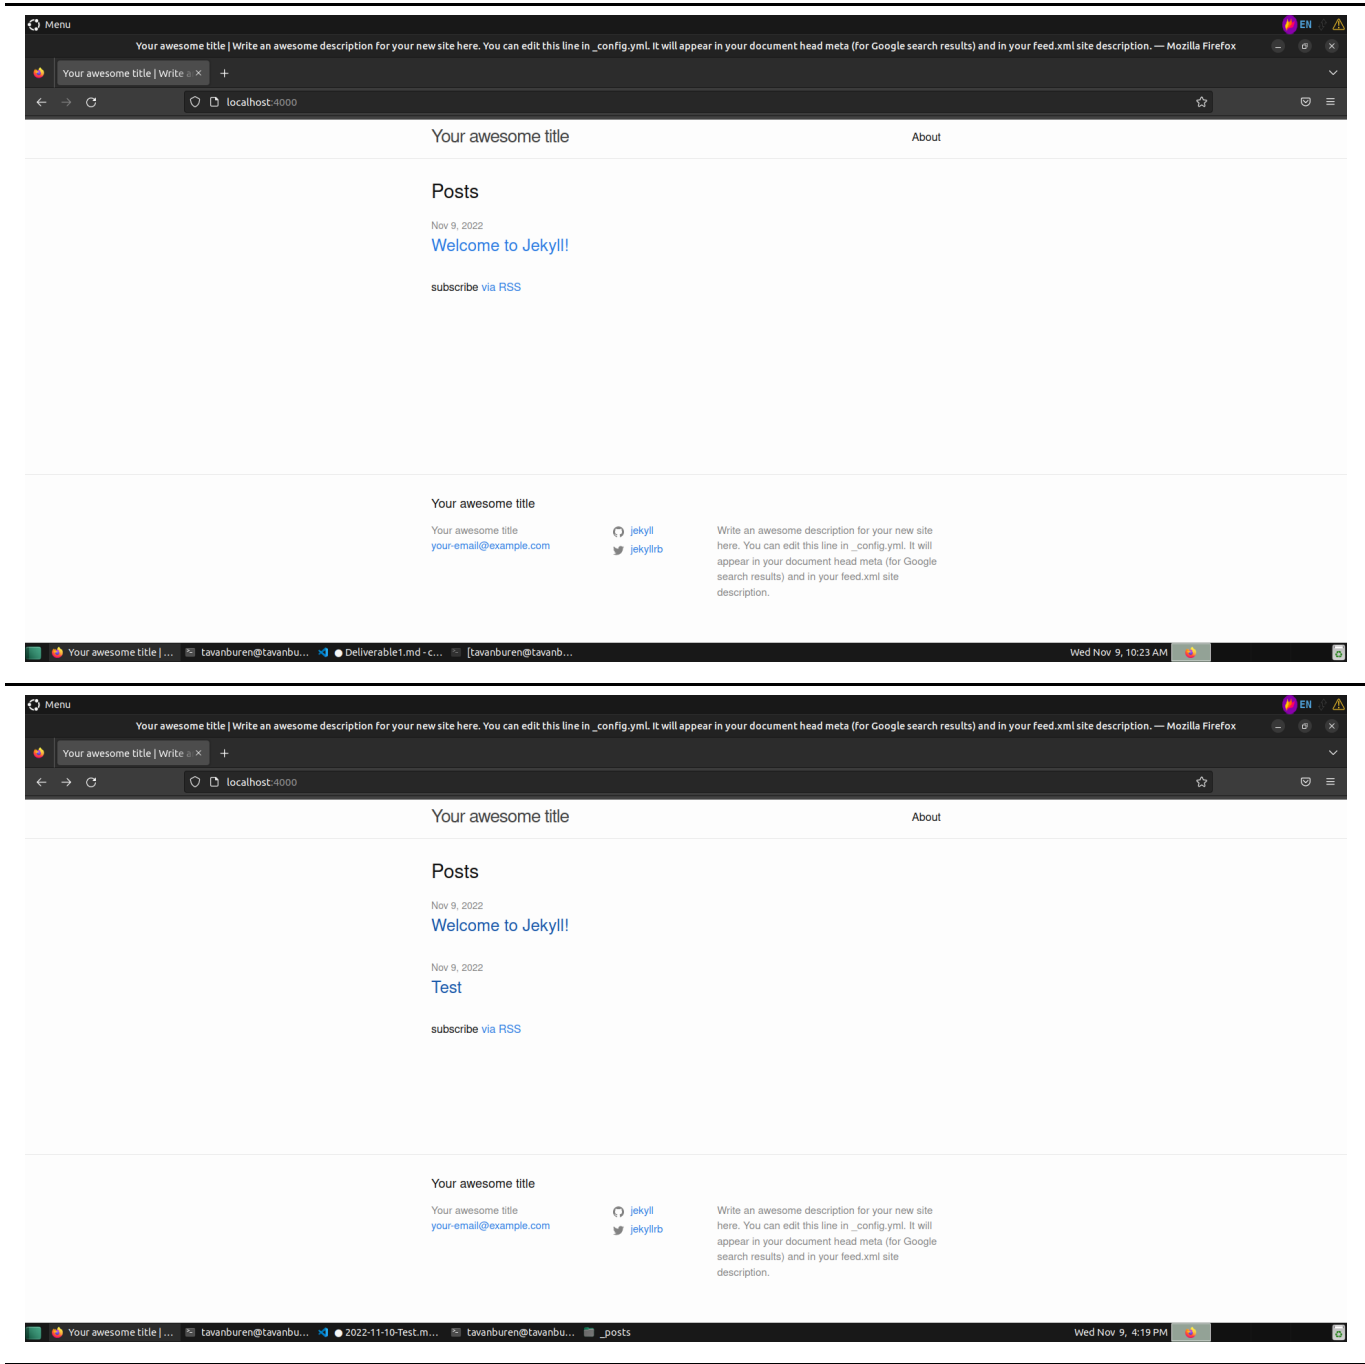 Menu
EN
Your awesome title | Write an awesome description for your new site here. You can edit this line in _config.yml. It will appear in your document head meta (for Google search results) and in your feed.xml site description. — Mozilla Firefox
Your awesome title | Write a
localhost:4000
Your awesome title
About
Posts
Nov 9, 2022
Welcome to Jekyll!
subscribe via RSS
Your awesome title
Your awesome title
your-email@example.com
jekyll
jekyllrb
Write an awesome description for your new site
here. You can edit this line in _config.yml. It will
appear in your document head meta (for Google
search results) and in your feed.xml site
description.
Your awesome title | ... tavanburen@tavanbu... ● Deliverable1.md - c... [tavanburen@tavanb... Wed Nov 9, 10:23 AM
Menu
EN
Your awesome title | Write an awesome description for your new site here. You can edit this line in _config.yml. It will appear in your document head meta (for Google search results) and in your feed.xml site description. — Mozilla Firefox
Your awesome title | Write a
localhost:4000
Your awesome title
About
Posts
Nov 9, 2022
Welcome to Jekyll!
Nov 9, 2022
Test
subscribe via RSS
Your awesome title
Your awesome title
your-email@example.com
jekyll
jekyllrb
Write an awesome description for your new site
here. You can edit this line in _config.yml. It will
appear in your document head meta (for Google
search results) and in your feed.xml site
description.
Your awesome title | ... tavanburen@tavanbu... ● 2022-11-10-Test.m... tavanburen@tavanbu... _posts Wed Nov 9, 4:19 PM